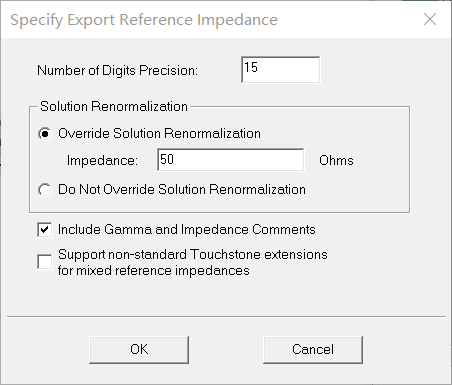 Specify Export Reference Impedance
Number of Digits Precision: 15
Solution Renormalization
Override Solution Renormalization
Impedance: 50 Ohms
Do Not Override Solution Renormalization
Include Gamma and Impedance Comments
Support non-standard Touchstone extensions
for mixed reference impedances
OK Cancel